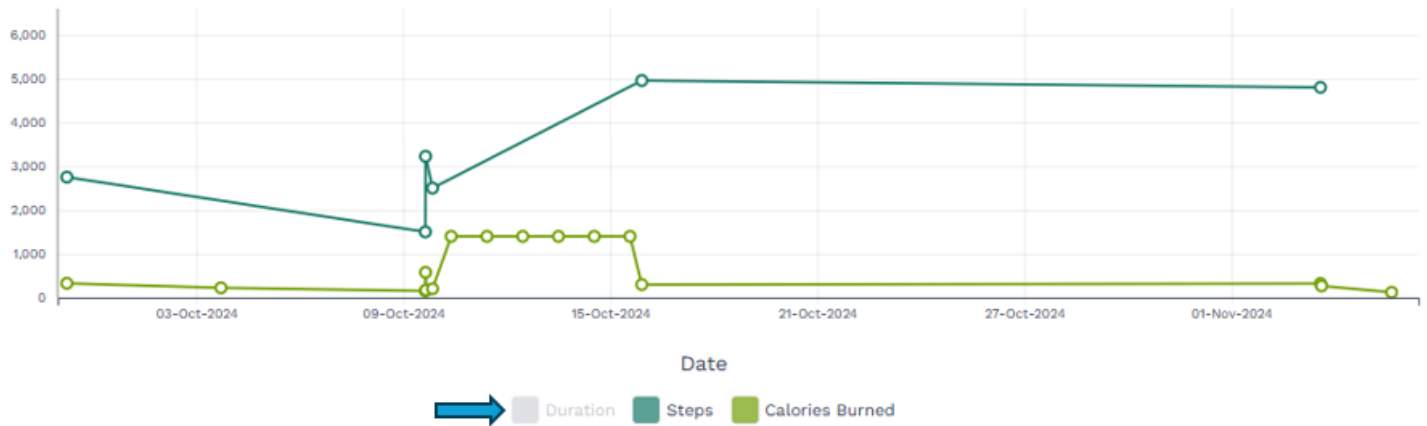 6,000
5,000
4,000
3,000
2,000
1,000
0
03-Oct-2024 09-Oct-2024 15-Oct-2024 21-Oct-2024 27-Oct-2024 01-Nov-2024
Date
Duration Steps Calories Burned